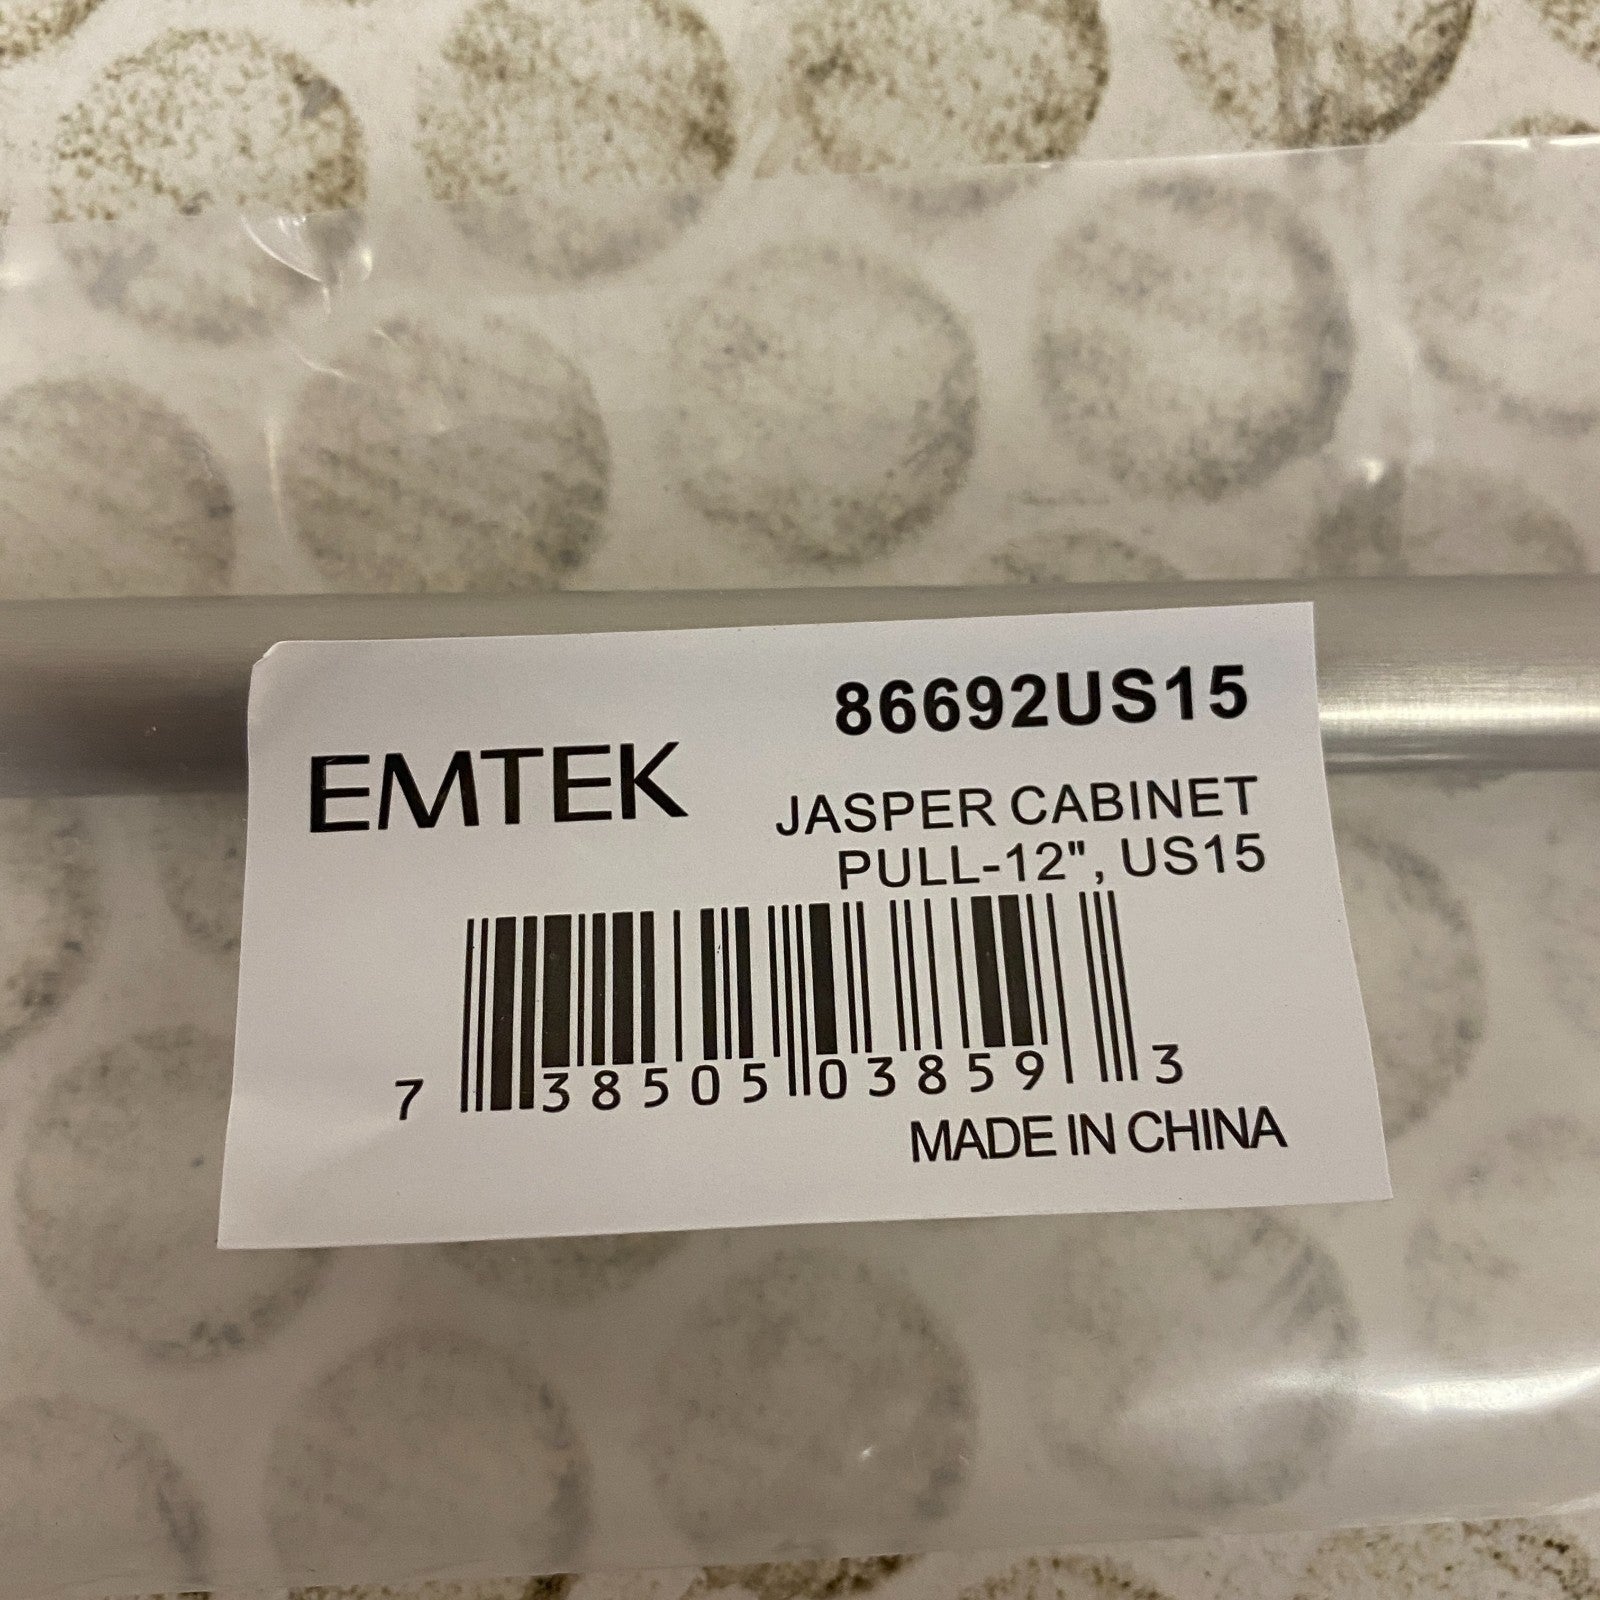 86692US15
EMTEK
JASPER CABINET
PULL-12", US15
7 38505 03859 3
MADE IN CHINA